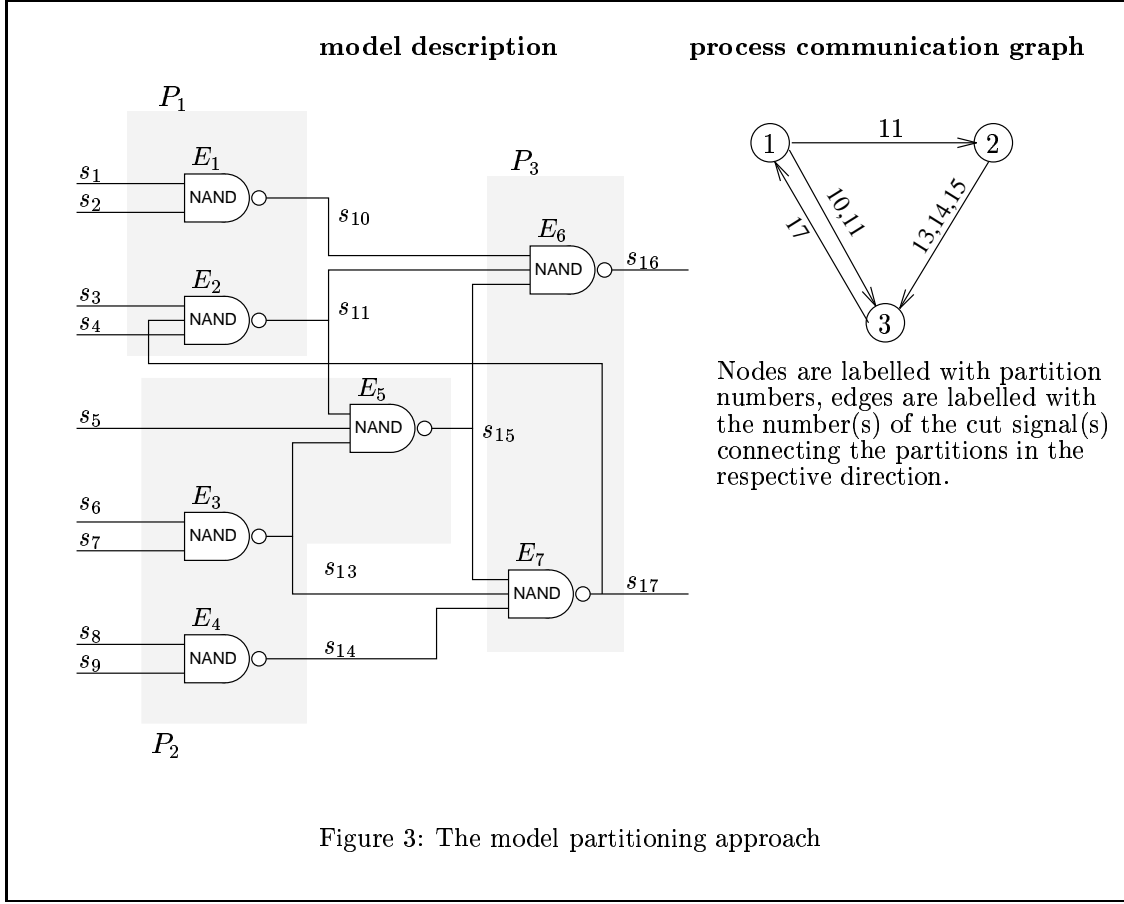 model description
process communication graph
P1
E1
s1
s2
NAND
s10
E2
s3
s4
NAND
s11
P3
E6
NAND
s16
E5
s5
NAND
s15
E3
s6
s7
NAND
s13
E7
NAND
s17
E4
s8
s9
NAND
s14
P2
1
11
2
10,11
17
13,14,15
3
Nodes are labelled with partition
numbers, edges are labelled with
the number(s) of the cut signal(s)
connecting the partitions in the
respective direction.
Figure 3: The model partitioning approach